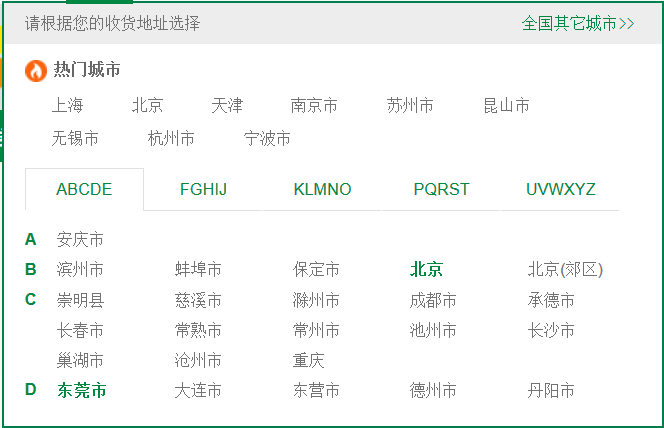 请根据您的收货地址选择 全国其它城市>>
热门城市
上海 北京 天津 南京市 苏州市 昆山市
无锡市 杭州市 宁波市
ABCDE FGHIJ KLMNO PQRST UVWXYZ
A 安庆市
B 滨州市 蚌埠市 保定市 北京 北京(郊区)
C 崇明县 慈溪市 滁州市 成都市 承德市
长春市 常熟市 常州市 池州市 长沙市
巢湖市 沧州市 重庆
D 东莞市 大连市 东营市 德州市 丹阳市